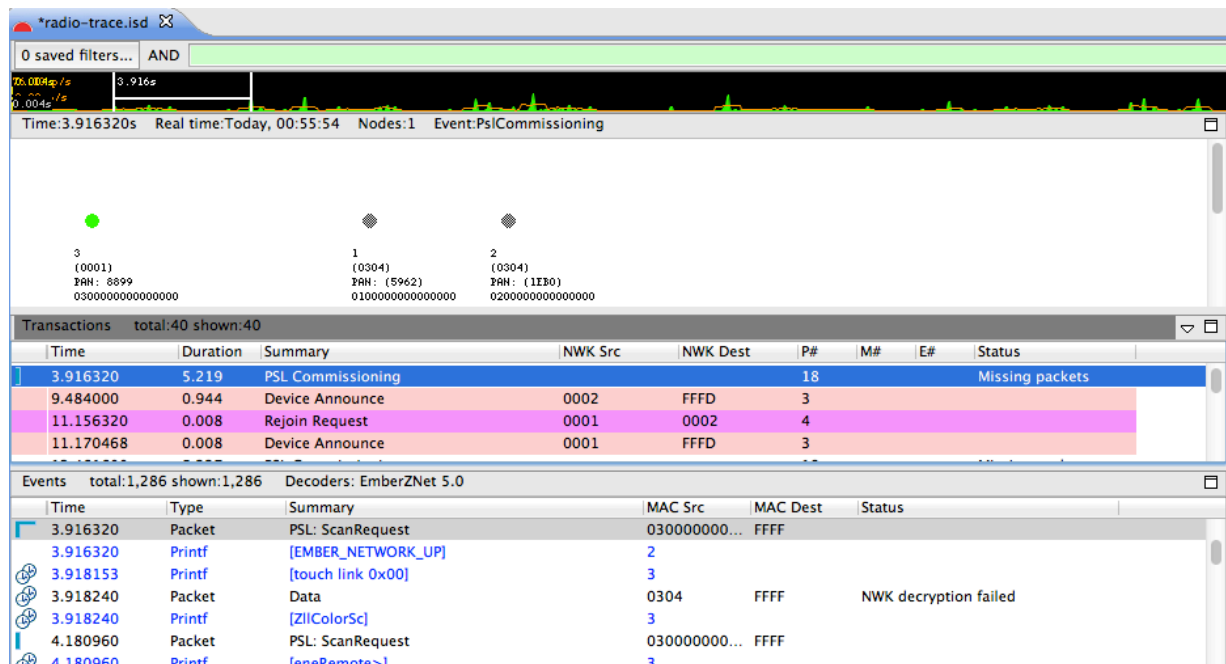 *radio-trace.isd
0 saved filters... AND
3.916s
0.004s
Time:3.916320s Real time:Today, 00:55:54 Nodes:1 Event:PslCommissioning
3 1 2
(0001) (0304) (0304)
PAN: 8899 PAN: (5962) PAN: (1EB0)
0300000000000000 0100000000000000 0200000000000000
Transactions total:40 shown:40
Time Duration Summary NWK Src NWK Dest P# M# E# Status
3.916320 5.219 PSL Commissioning 18 Missing packets
9.484000 0.944 Device Announce 0002 FFFD 3
11.156320 0.008 Rejoin Request 0001 0002 4
11.170468 0.008 Device Announce 0001 FFFD 3
Events total:1,286 shown:1,286 Decoders: EmberZNet 5.0
Time Type Summary MAC Src MAC Dest Status
3.916320 Packet PSL: ScanRequest 030000000... FFFF
3.916320 Printf [EMBER_NETWORK_UP] 2
3.918153 Printf [touch link 0x00] 3
3.918240 Packet Data 0304 FFFF NWK decryption failed
3.918240 Printf [ZllColorSc] 3
4.180960 Packet PSL: ScanRequest 030000000... FFFF
4.180960 Printf [eneRemote>] 3